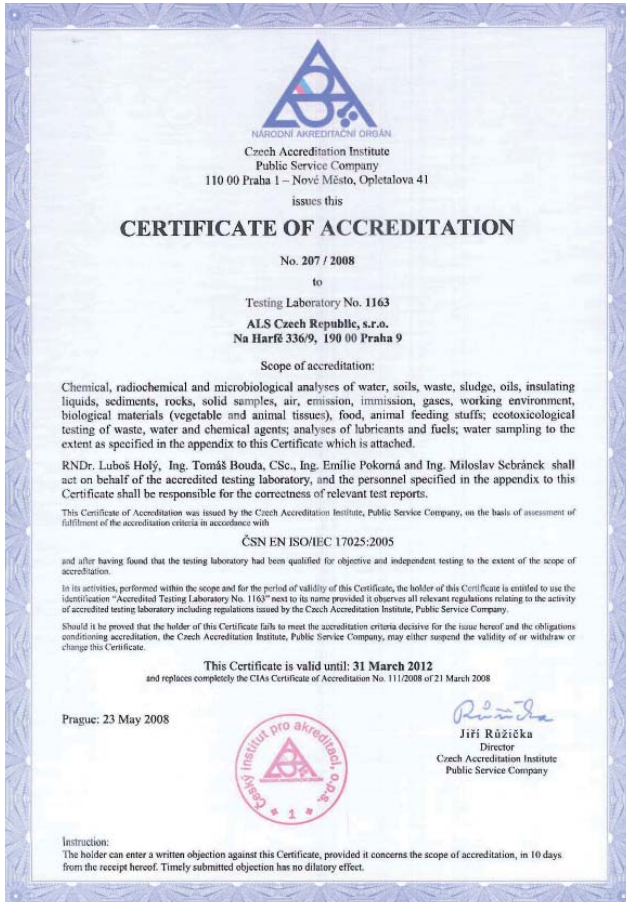 NÁRODNÍ AKREDITAČNÍ ORGÁN
Czech Accreditation Institute
Public Service Company
110 00 Praha 1 – Nové Město, Opletalova 41
issues this
CERTIFICATE OF ACCREDITATION
No. 207 / 2008
to
Testing Laboratory No. 1163
ALS Czech Republic, s.r.o.
Na Harfě 336/9, 190 00 Praha 9
Scope of accreditation:
Chemical, radiochemical and microbiological analyses of water, soils, waste, sludge, oils, insulating
liquids, sediments, rocks, solid samples, air, emission, immission, gases, working environment,
biological materials (vegetable and animal tissues), food, animal feeding stuffs; ecotoxicological
testing of waste, water and chemical agents; analyses of lubricants and fuels; water sampling to the
extent as specified in the appendix to this Certificate which is attached.
RNDr. Luboš Holý, Ing. Tomáš Bouda, CSc., Ing. Emílie Pokorná and Ing. Miloslav Sebránek shall
act on behalf of the accredited testing laboratory, and the personnel specified in the appendix to this
Certificate shall be responsible for the correctness of relevant test reports.
This Certificate of Accreditation was issued by the Czech Accreditation Institute, Public Service Company, on the basis of assessment of
fulfilment of the accreditation criteria in accordance with
ČSN EN ISO/IEC 17025:2005
and after having found that the testing laboratory had been qualified for objective and independent testing to the extent of the scope of
accreditation.
In its activities, performed within the scope and for the period of validity of this Certificate, the holder of this Certificate is entitled to use the
identification "Accredited Testing Laboratory No. 1163" next to its name provided it observes all relevant regulations relating to the activity
of accredited testing laboratory including regulations issued by the Czech Accreditation Institute, Public Service Company.
Should it be proved that the holder of this Certificate fails to meet the accreditation criteria decisive for the issue hereof and the obligations
conditioning accreditation, the Czech Accreditation Institute, Public Service Company, may either suspend the validity of or withdraw or
change this Certificate.
This Certificate is valid until: 31 March 2012
and replaces completely the CIAs Certificate of Accreditation No. 111/2008 of 21 March 2008
Prague: 23 May 2008
Růžička
Jiří Růžička
Director
Czech Accreditation Institute
Public Service Company
Český institut pro akreditaci, o.p.s.
1
Instruction:
The holder can enter a written objection against this Certificate, provided it concerns the scope of accreditation, in 10 days
from the receipt hereof. Timely submitted objection has no dilatory effect.